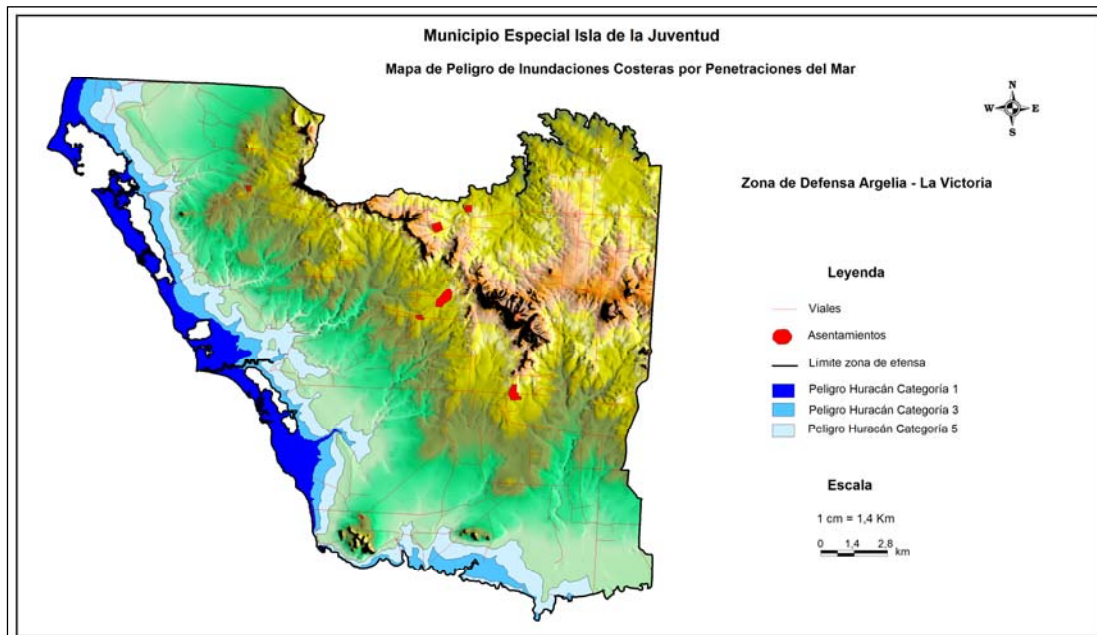 Municipio Especial Isla de la Juventud
Mapa de Peligro de Inundaciones Costeras por Penetraciones del Mar
N
W E
S
Zona de Defensa Argelia - La Victoria
Leyenda
Viales
Asentamientos
Límite zona de efensa
Peligro Huracán Categoría 1
Peligro Huracán Categoría 3
Peligro Huracán Categoría 5
Escala
1 cm = 1,4 Km
0 1,4 2,8
km